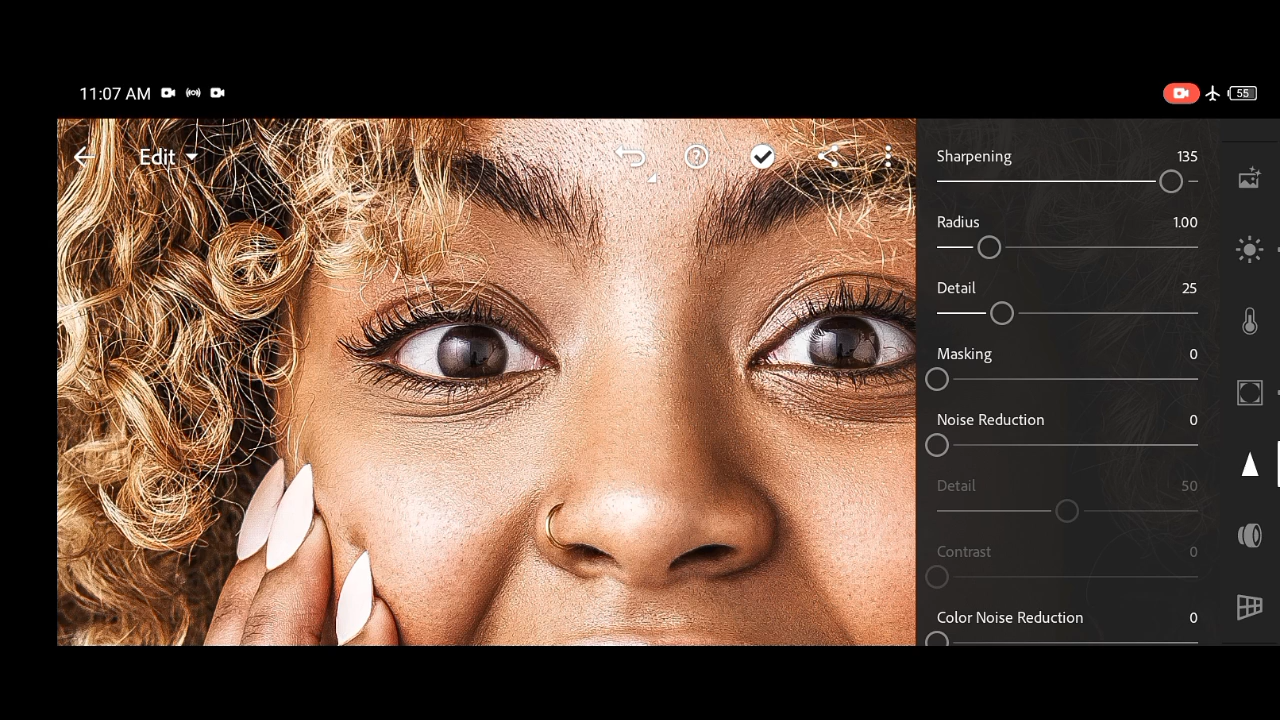 11:07 AM
55
Edit
Sharpening 135
Radius 1.00
Detail 25
Masking 0
Noise Reduction 0
Detail 50
Contrast 0
Color Noise Reduction 0